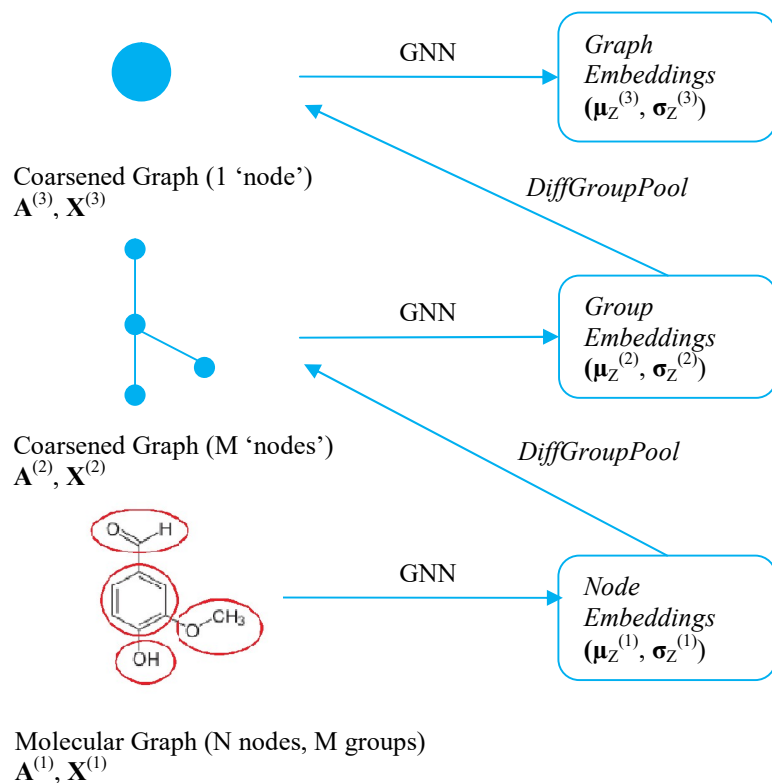 GNN
Graph
Embeddings
(μZ(3), σZ(3))
Coarsened Graph (1 ‘node’)
A(3), X(3)
DiffGroupPool
GNN
Group
Embeddings
(μZ(2), σZ(2))
Coarsened Graph (M ‘nodes’)
A(2), X(2)
DiffGroupPool
O H
O CH3
OH
GNN
Node
Embeddings
(μZ(1), σZ(1))
Molecular Graph (N nodes, M groups)
A(1), X(1)